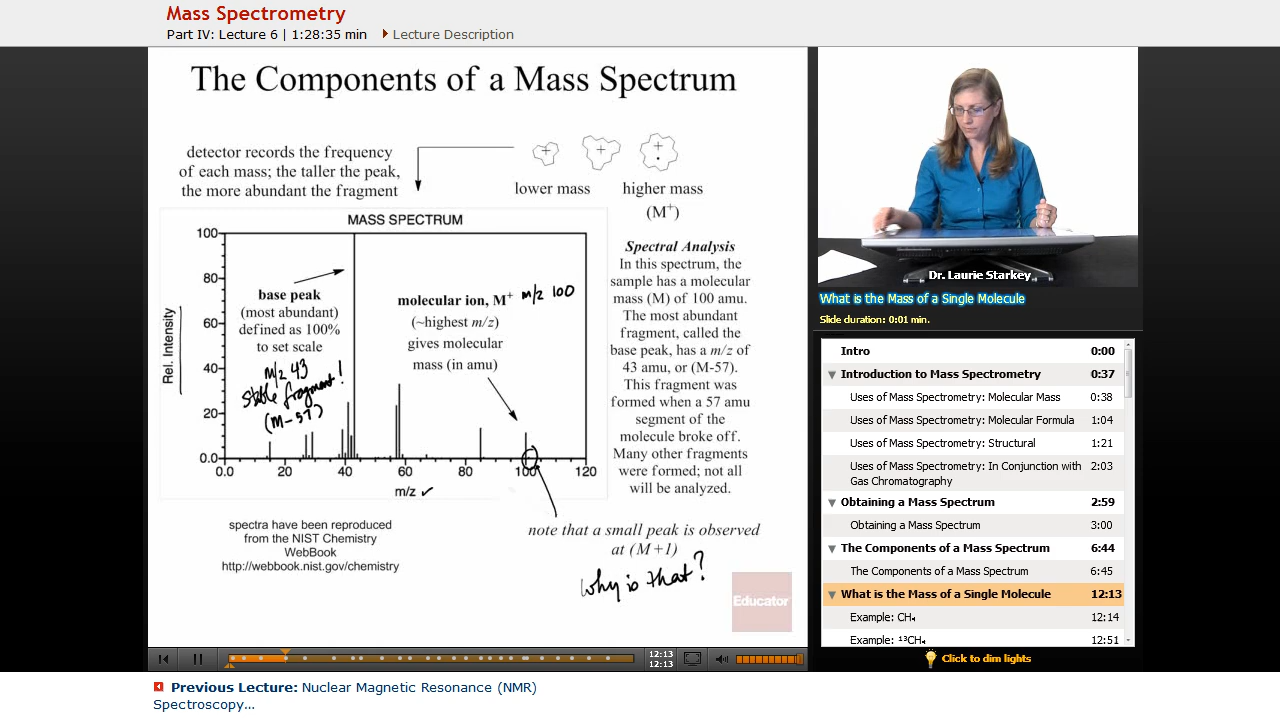 Mass Spectrometry
Part IV: Lecture 6 | 1:28:35 min
Lecture Description
The Components of a Mass Spectrum
detector records the frequency
of each mass; the taller the peak,
the more abundant the fragment
+ + +
lower mass
higher mass
(M⁺)
MASS SPECTRUM
Rel. Intensity
100
80
60
40
20
0.0
0.0 20 40 60 80 100 120
m/z ✓
base peak
(most abundant)
defined as 100%
to set scale
m/z 43
stable fragment!
(M-57)
molecular ion, M⁺ m/z 100
(~highest m/z)
gives molecular
mass (in amu)
Spectral Analysis
In this spectrum, the
sample has a molecular
mass (M) of 100 amu.
The most abundant
fragment, called the
base peak, has a m/z of
43 amu, or (M-57).
This fragment was
formed when a 57 amu
segment of the
molecule broke off.
Many other fragments
were formed; not all
will be analyzed.
spectra have been reproduced
from the NIST Chemistry
WebBook
http://webbook.nist.gov/chemistry
note that a small peak is observed
at (M+1)
why is that?
Educator
Dr. Laurie Starkey
What is the Mass of a Single Molecule
Slide duration: 0:01 min.
Intro 0:00
Introduction to Mass Spectrometry 0:37
Uses of Mass Spectrometry: Molecular Mass 0:38
Uses of Mass Spectrometry: Molecular Formula 1:04
Uses of Mass Spectrometry: Structural 1:21
Uses of Mass Spectrometry: In Conjunction with 2:03
Gas Chromatography
Obtaining a Mass Spectrum 2:59
Obtaining a Mass Spectrum 3:00
The Components of a Mass Spectrum 6:44
The Components of a Mass Spectrum 6:45
What is the Mass of a Single Molecule 12:13
Example: CH₄ 12:14
Example: ¹³CH₄ 12:51
12:13
12:13
Click to dim lights
Previous Lecture: Nuclear Magnetic Resonance (NMR)
Spectroscopy...